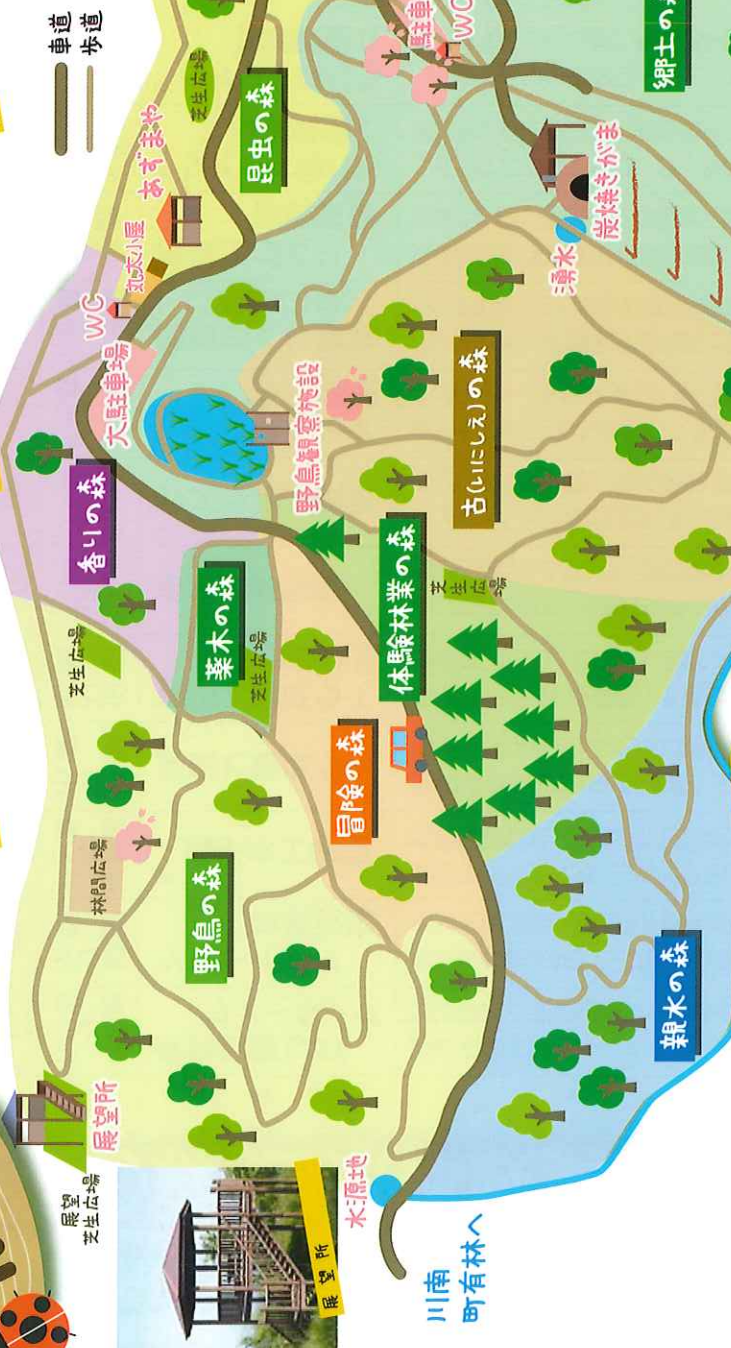 車道
歩道
芝生広場
昆虫の森
駐車
WC
郷土の森
あずまや
丸太小屋
WC
大駐車場
炭焼きがま
湧水
野鳥観察施設
古(いにしえ)の森
香りの森
薬木の森
芝生広場
芝生広場
体験林業の森
芝生広場
冒険の森
林間広場
野鳥の森
親水の森
展望所
展望
芝生広場
展望所
水源地
川南
町有林へ